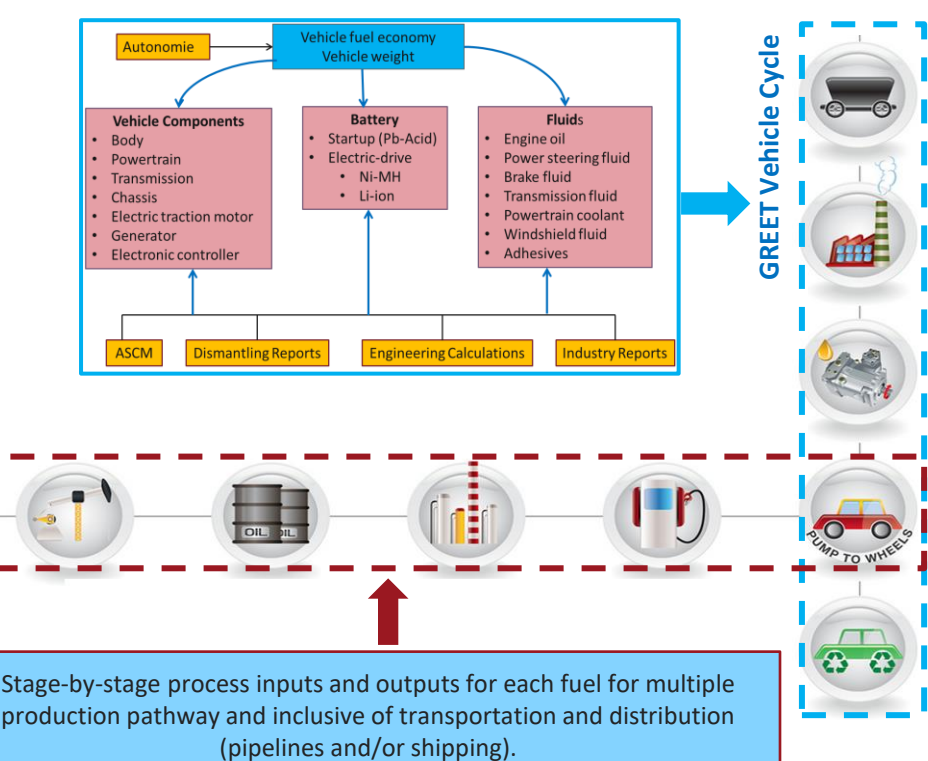 Autonomie
Vehicle fuel economy
Vehicle weight
Vehicle Components
• Body
• Powertrain
• Transmission
• Chassis
• Electric traction motor
• Generator
• Electronic controller
Battery
• Startup (Pb-Acid)
• Electric-drive
• Ni-MH
• Li-ion
Fluids
• Engine oil
• Power steering fluid
• Brake fluid
• Transmission fluid
• Powertrain coolant
• Windshield fluid
• Adhesives
ASCM
Dismantling Reports
Engineering Calculations
Industry Reports
GREET Vehicle Cycle
OIL
OIL
PUMP TO WHEELS
Stage-by-stage process inputs and outputs for each fuel for multiple
production pathway and inclusive of transportation and distribution
(pipelines and/or shipping).